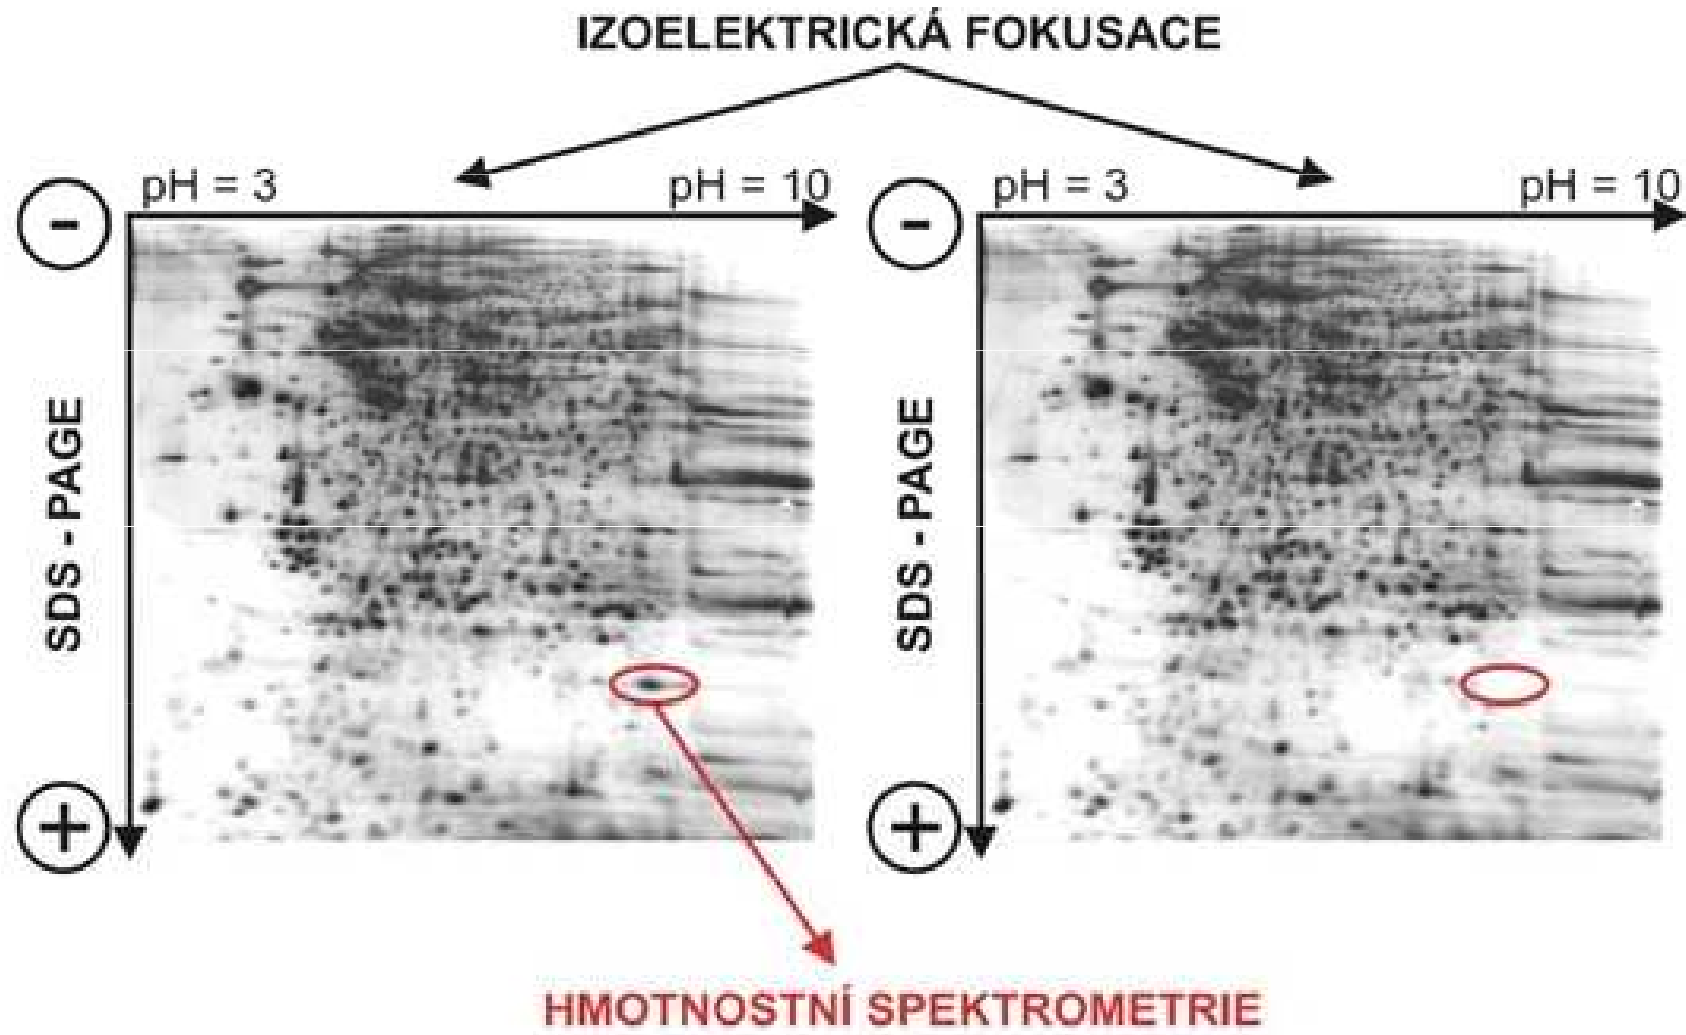 IZOELEKTRICKÁ FOKUSACE
pH = 3
pH = 10
pH = 3
pH = 10
-
-
SDS - PAGE
SDS - PAGE
+
+
HMOTNOSTNÍ SPEKTROMETRIE